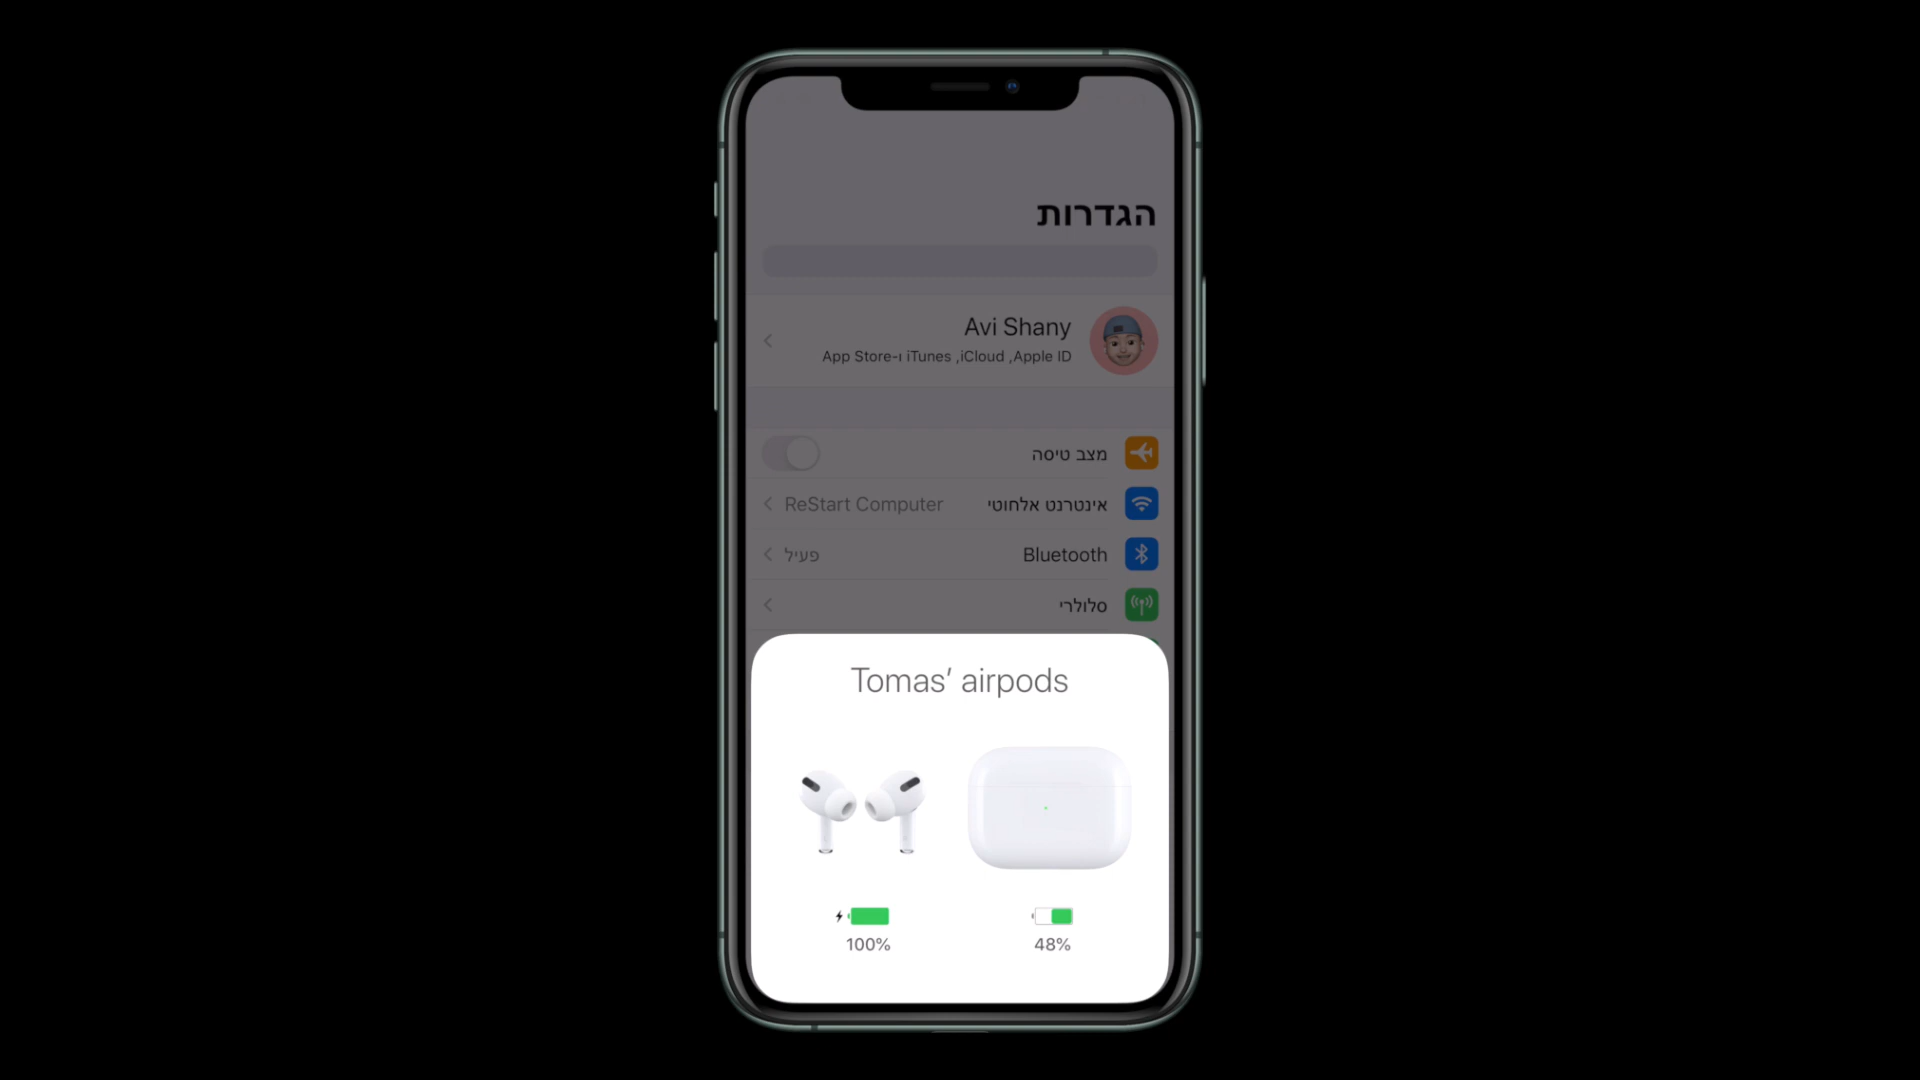 הגדרות
Avi Shany
App Store-ו iTunes ,iCloud ,Apple ID
מצב טיסה
אינטרנט אלחוטי ReStart Computer
Bluetooth פעיל
סלולרי
Tomas’ airpods
100% 48%